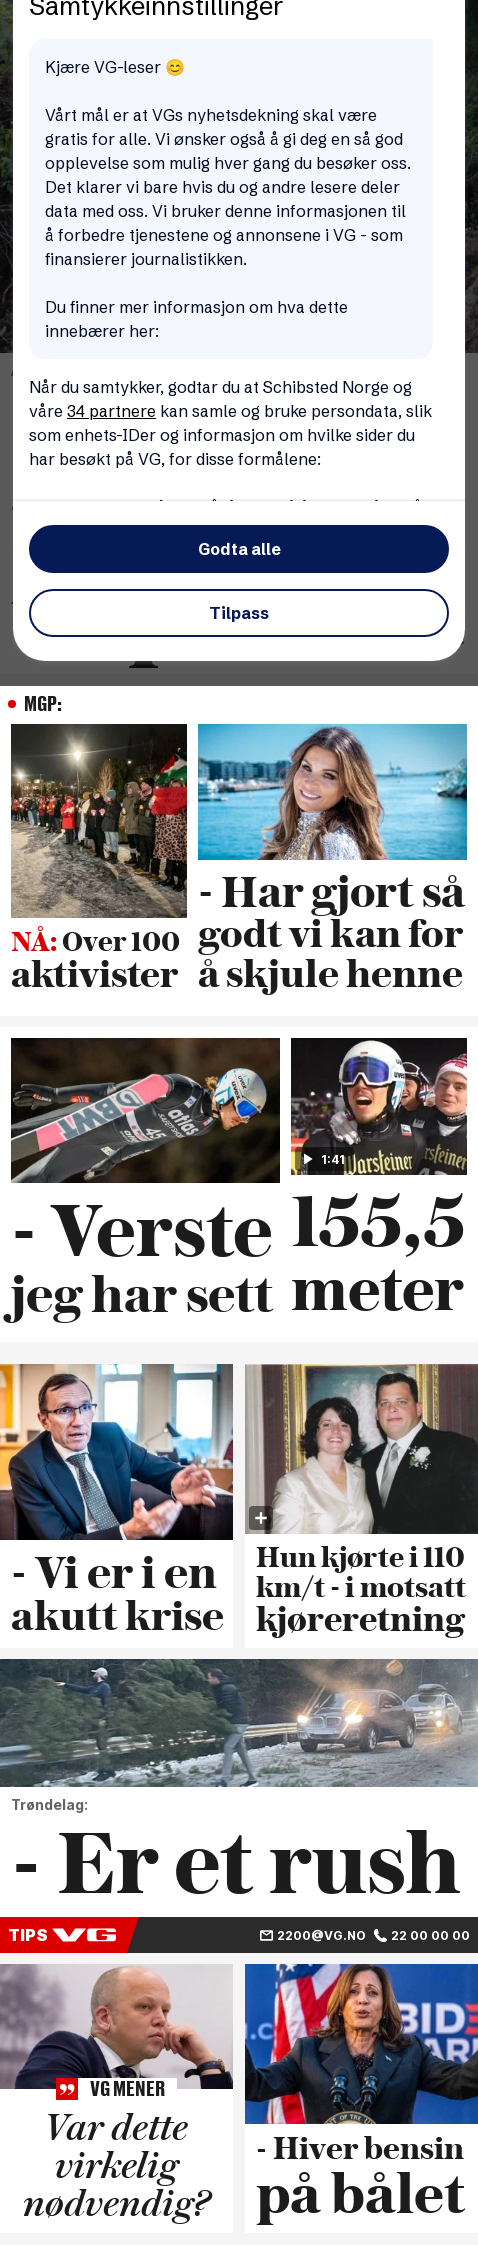 Samtykkeinnstillinger
Kjære VG-leser 😊
Vårt mål er at VGs nyhetsdekning skal være
gratis for alle. Vi ønsker også å gi deg en så god
opplevelse som mulig hver gang du besøker oss.
Det klarer vi bare hvis du og andre lesere deler
data med oss. Vi bruker denne informasjonen til
å forbedre tjenestene og annonsene i VG - som
finansierer journalistikken.
Du finner mer informasjon om hva dette
innebærer her:
Når du samtykker, godtar du at Schibsted Norge og
våre 34 partnere kan samle og bruke persondata, slik
som enhets-IDer og informasjon om hvilke sider du
har besøkt på VG, for disse formålene:
Godta alle
Tilpass
MGP:
NÅ: Over 100
aktivister
- Har gjort så
godt vi kan for
å skjule henne
1:41
Warsteiner
- Verste
jeg har sett
155,5
meter
- Vi er i en
akutt krise
Hun kjørte i 110
km/t - i motsatt
kjøreretning
Trøndelag:
- Er et rush
TIPS VG
2200@VG.NO 22 00 00 00
VG MENER
Var dette
virkelig
nødvendig?
- Hiver bensin
på bålet